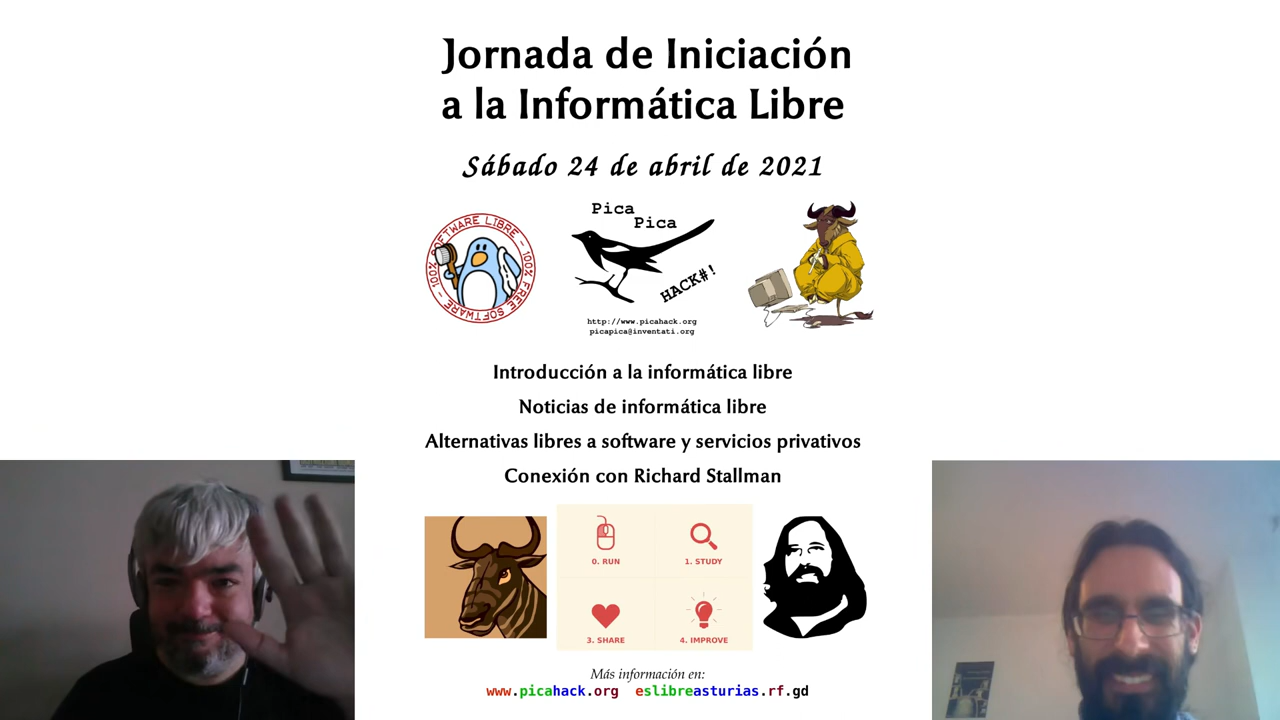 Jornada de Iniciación
a la Informática Libre
Sábado 24 de abril de 2021
100% SOFTWARE LIBRE - 100% FREE SOFTWARE -
Pica
Pica
HACK#!
http://www.picahack.org
picapica@inventati.org
Introducción a la informática libre
Noticias de informática libre
Alternativas libres a software y servicios privativos
Conexión con Richard Stallman
0. RUN
1. STUDY
3. SHARE
4. IMPROVE
Más información en:
www.picahack.org eslibreasturias.rf.gd